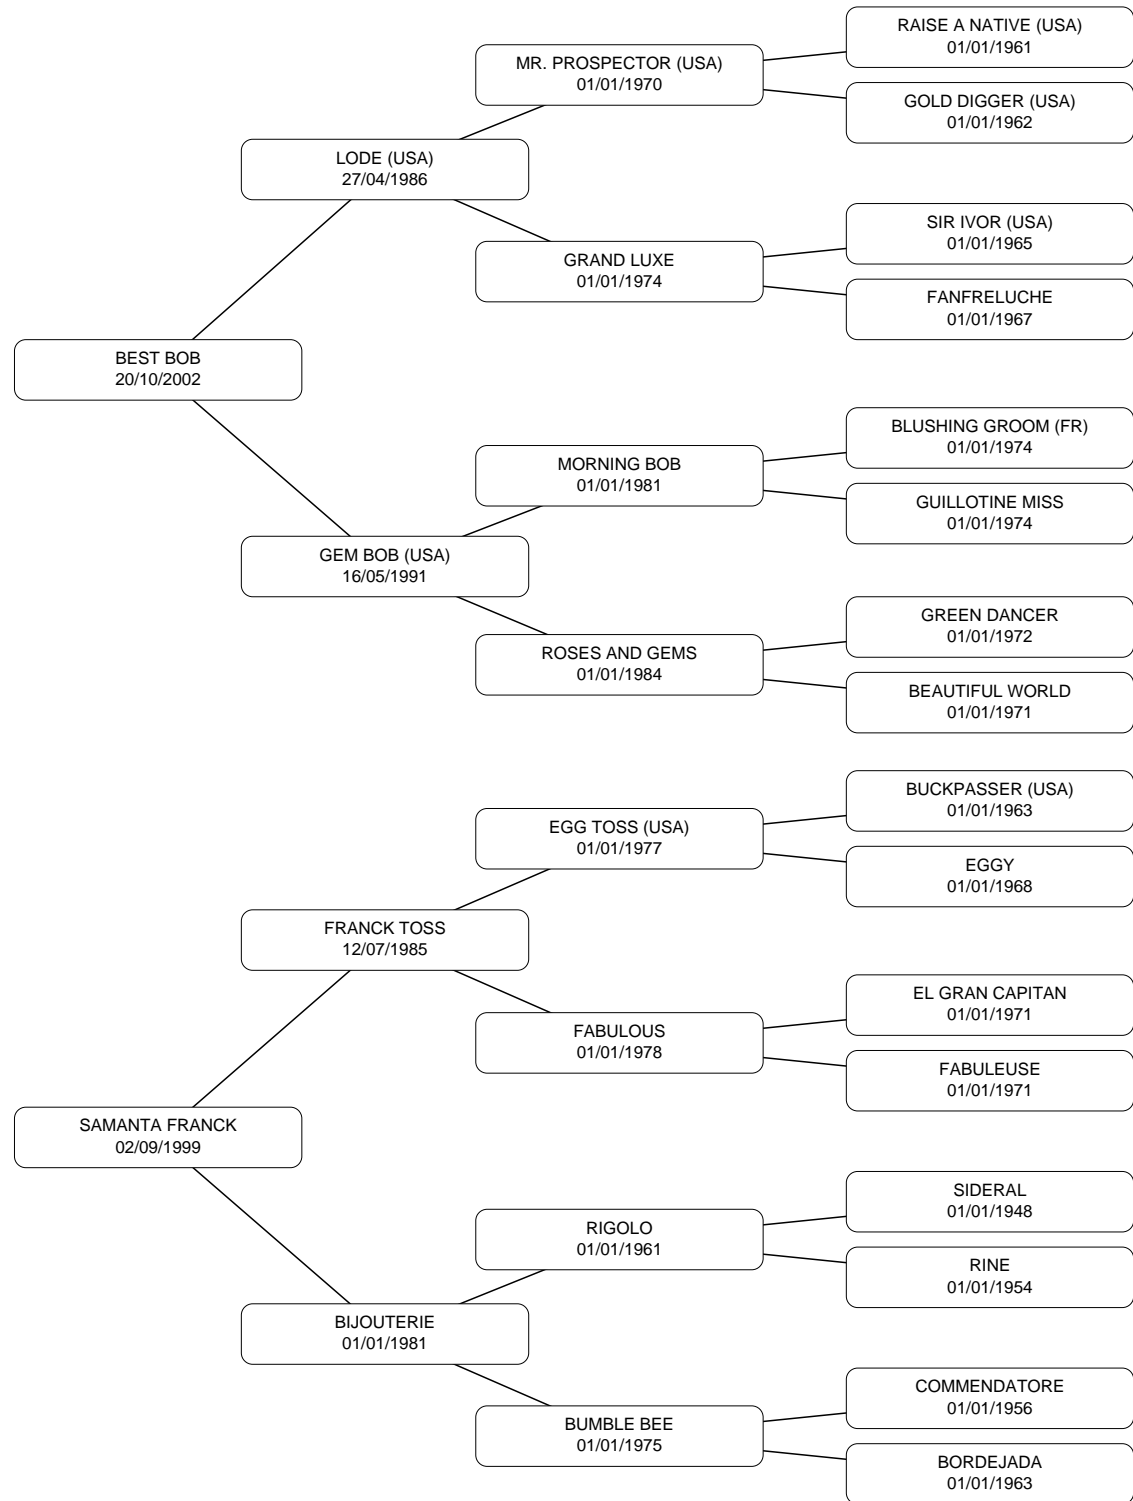 RAISE A NATIVE (USA)
01/01/1961
MR. PROSPECTOR (USA)
01/01/1970
GOLD DIGGER (USA)
01/01/1962
LODE (USA)
27/04/1986
SIR IVOR (USA)
01/01/1965
GRAND LUXE
01/01/1974
FANFRELUCHE
01/01/1967
BEST BOB
20/10/2002
BLUSHING GROOM (FR)
01/01/1974
MORNING BOB
01/01/1981
GUILLOTINE MISS
01/01/1974
GEM BOB (USA)
16/05/1991
GREEN DANCER
01/01/1972
ROSES AND GEMS
01/01/1984
BEAUTIFUL WORLD
01/01/1971
BUCKPASSER (USA)
01/01/1963
EGG TOSS (USA)
01/01/1977
EGGY
01/01/1968
FRANCK TOSS
12/07/1985
EL GRAN CAPITAN
01/01/1971
FABULOUS
01/01/1978
FABULEUSE
01/01/1971
SAMANTA FRANCK
02/09/1999
SIDERAL
01/01/1948
RIGOLO
01/01/1961
RINE
01/01/1954
BIJOUTERIE
01/01/1981
COMMENDATORE
01/01/1956
BUMBLE BEE
01/01/1975
BORDEJADA
01/01/1963